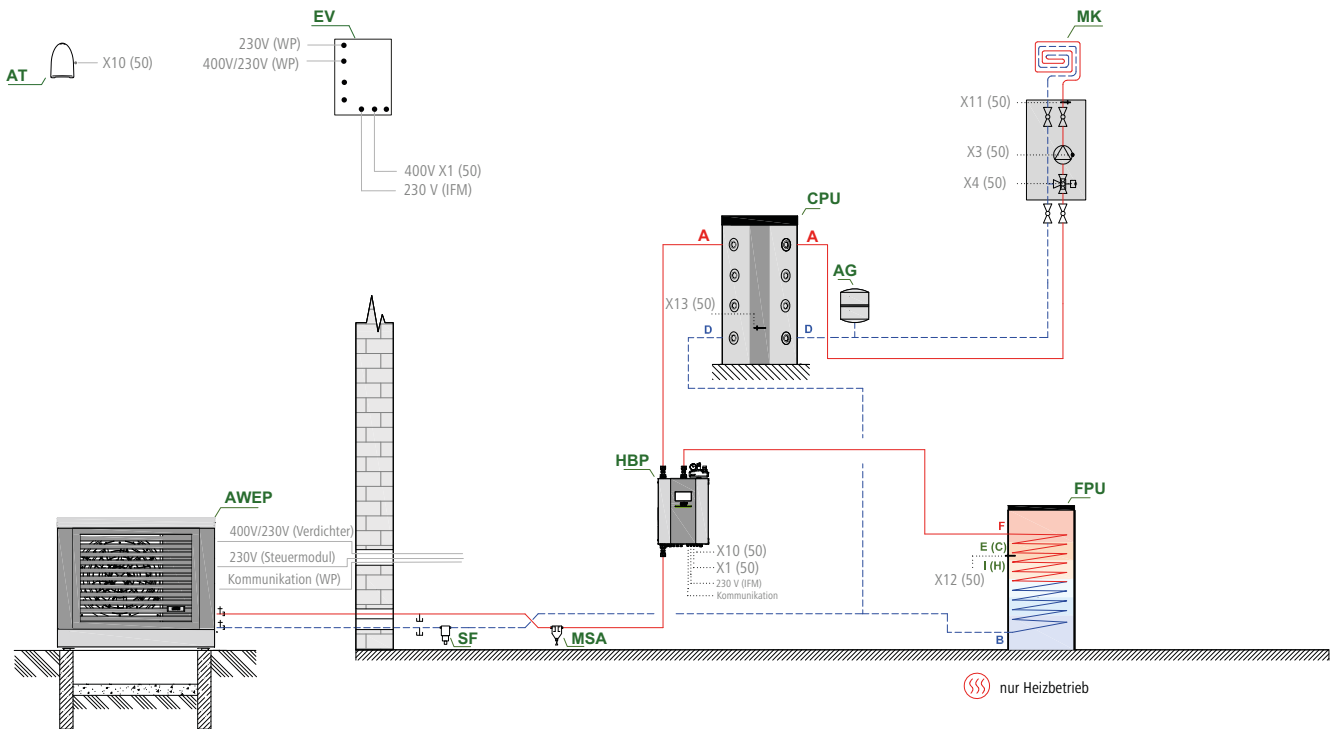 EV
MK
230V (WP)
AT
X10 (50)
400V/230V (WP)
X11 (50)
X3 (50)
400V X1 (50)
X4 (50)
230 V (IFM)
CPU
A
A
AG
X13 (50)
D
D
HBP
FPU
AWEP
400V/230V (Verdichter)
F
230V (Steuermodul)
X10 (50)
E (C)
X1 (50)
I (H)
Kommunikation (WP)
230 V (IFM)
X12 (50)
Kommunikation
SF
MSA
B
nur Heizbetrieb